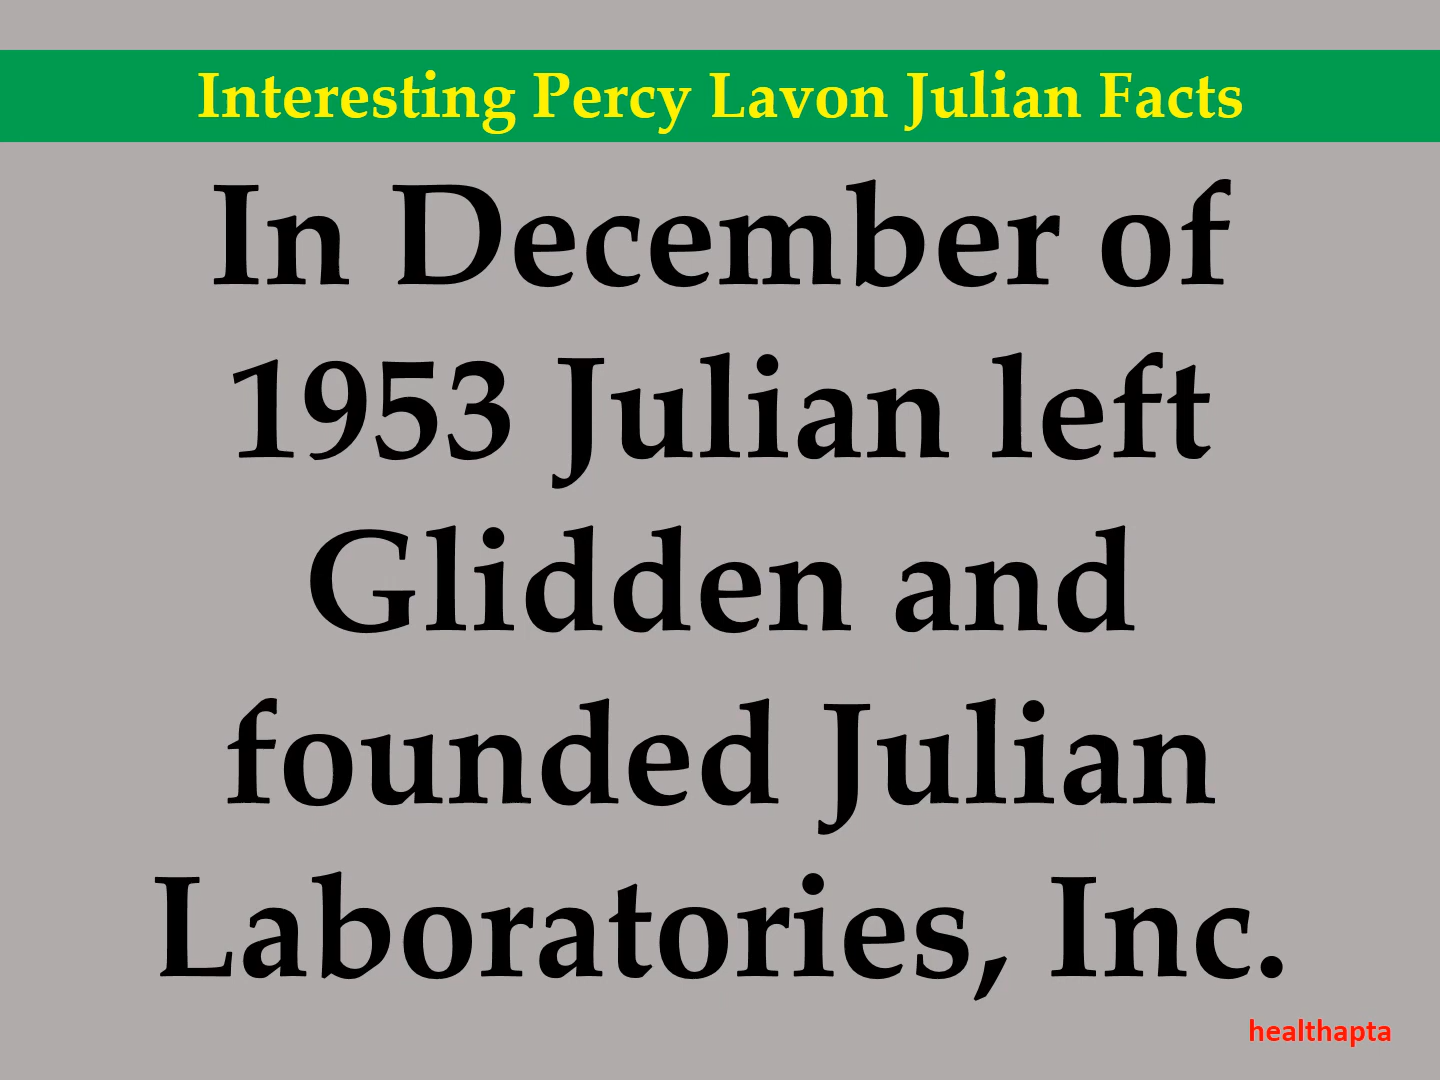 Interesting Percy Lavon Julian Facts
In December of
1953 Julian left
Glidden and
founded Julian
Laboratories, Inc.
healthapta